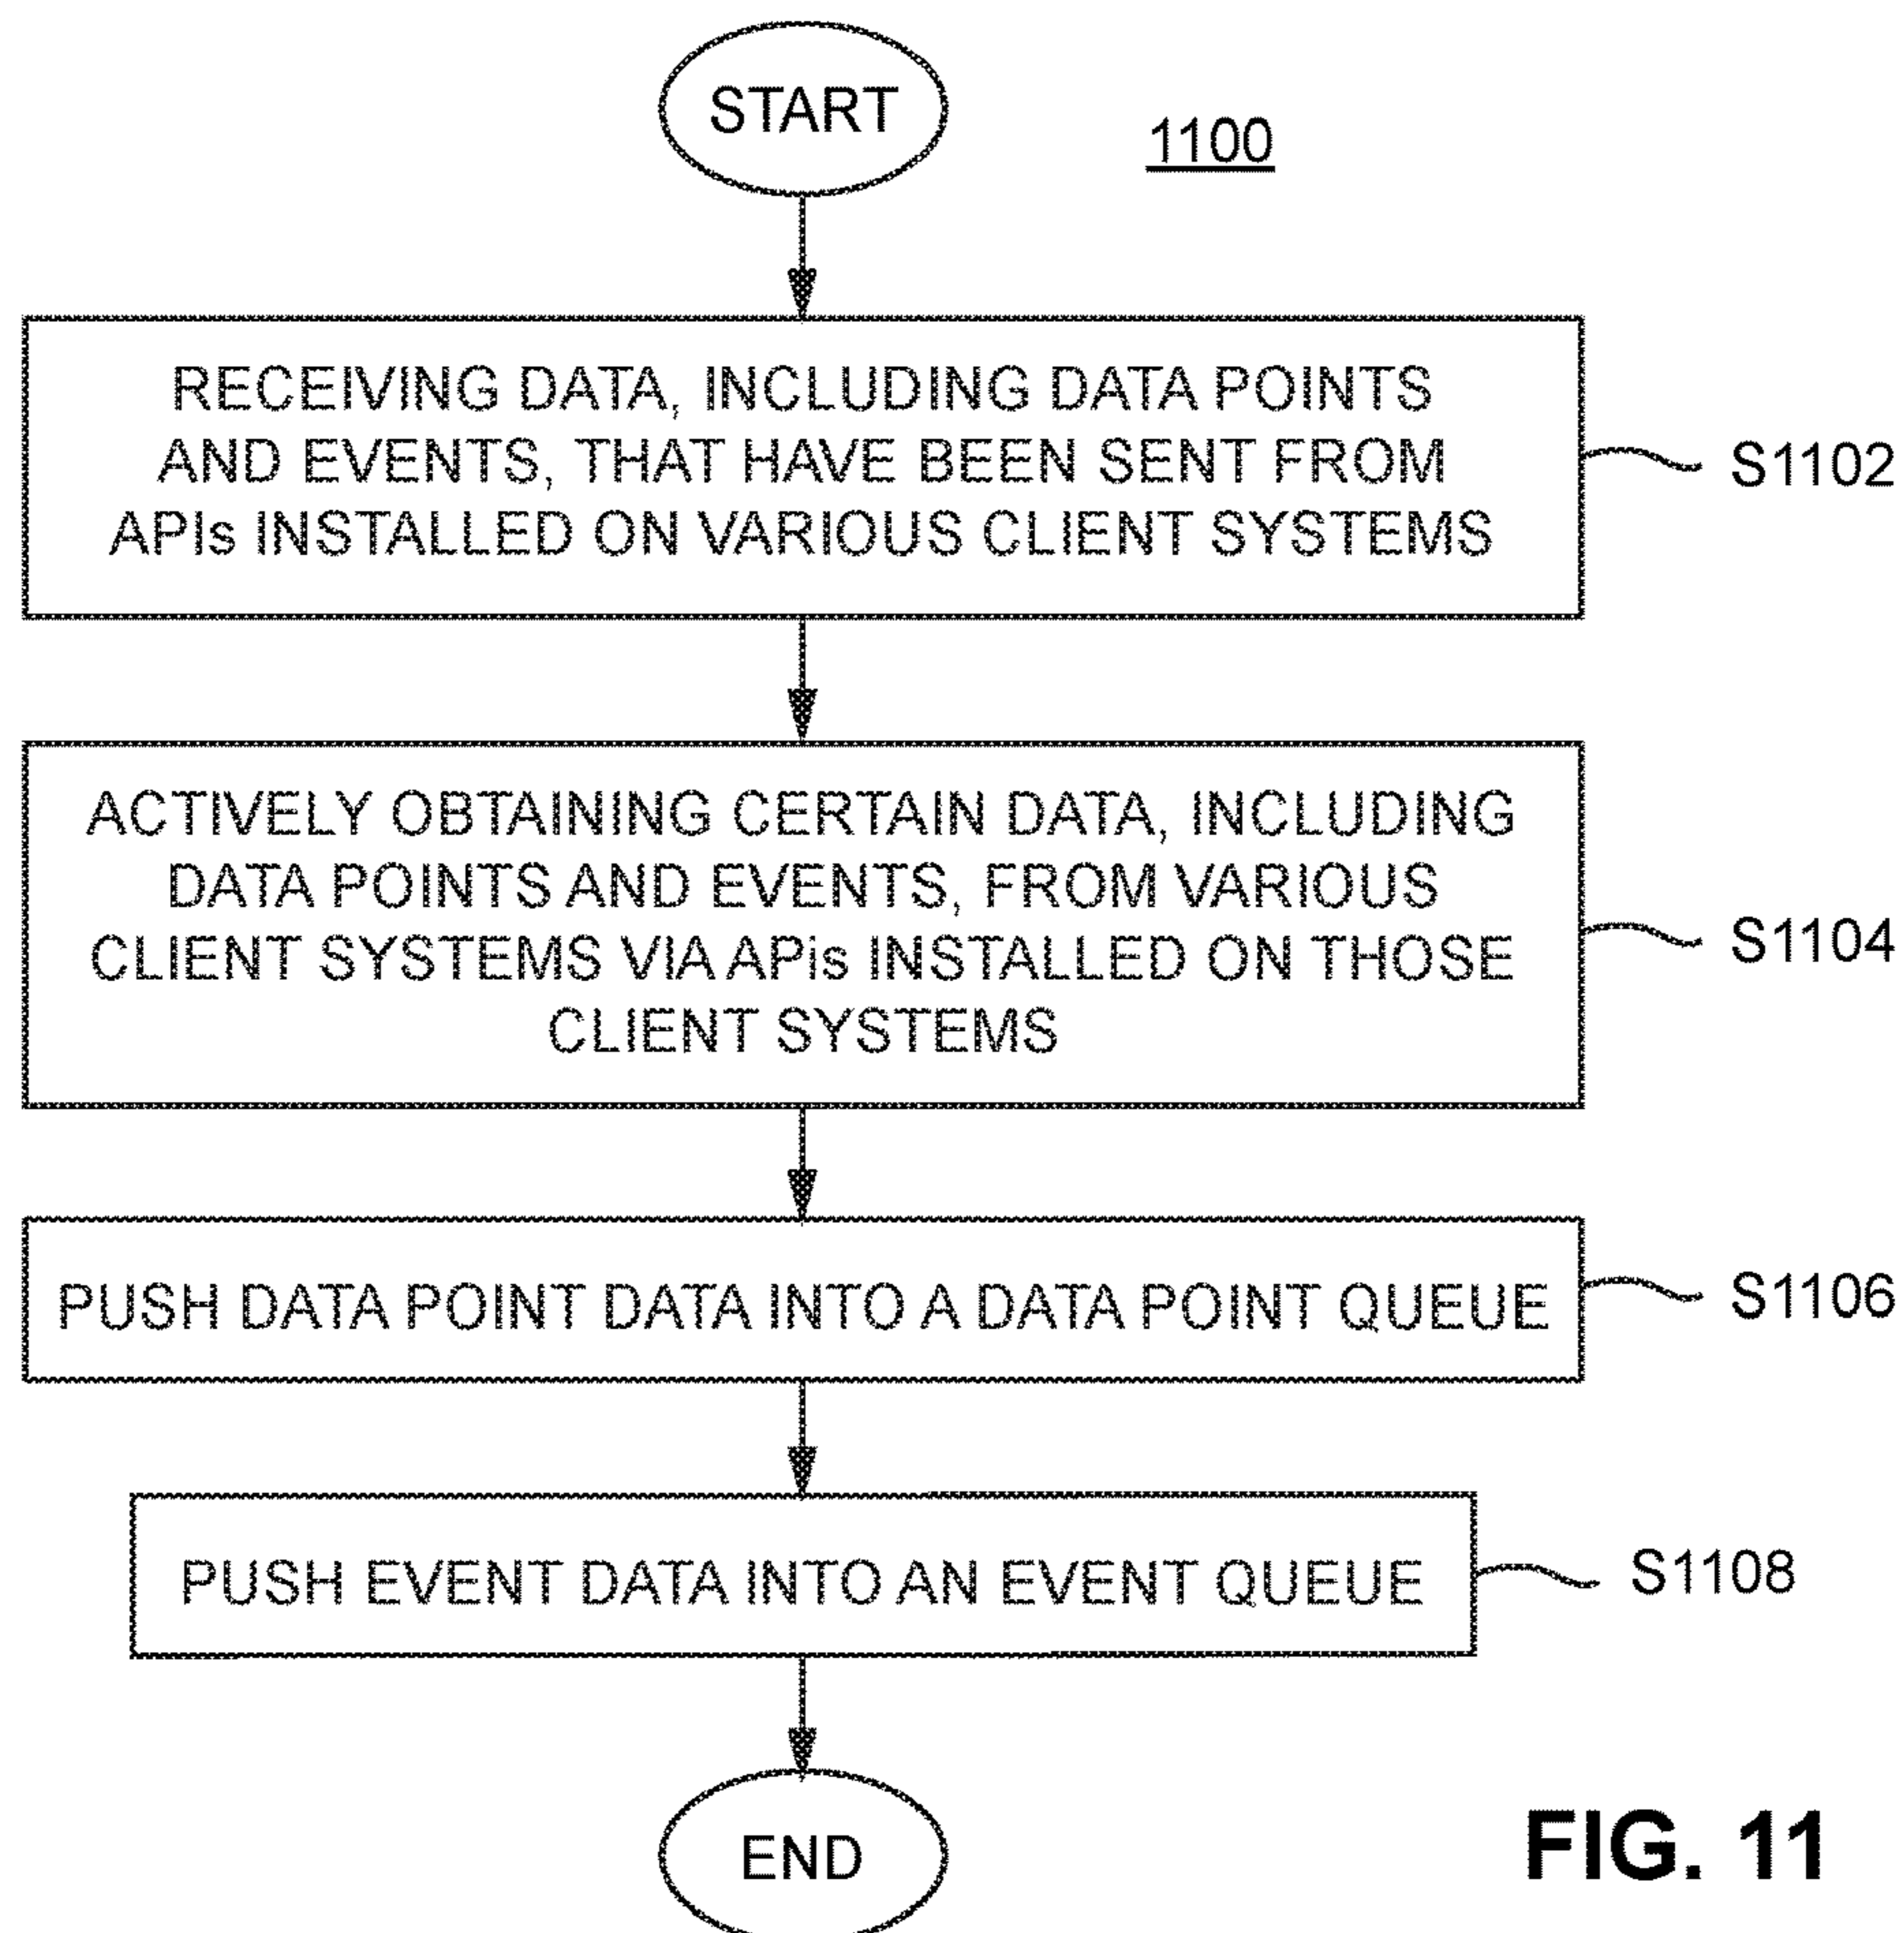 START
1100
RECEIVING DATA, INCLUDING DATA POINTS
AND EVENTS, THAT HAVE BEEN SENT FROM
APIs INSTALLED ON VARIOUS CLIENT SYSTEMS
S1102
ACTIVELY OBTAINING CERTAIN DATA, INCLUDING
DATA POINTS AND EVENTS, FROM VARIOUS
CLIENT SYSTEMS VIA APis INSTALLED ON THOSE
CLIENT SYSTEMS
S1104
PUSH DATA POINT DATA INTO A DATA POINT QUEUE
S1106
PUSH EVENT DATA INTO AN EVENT QUEUE
S1108
END
FIG. 11